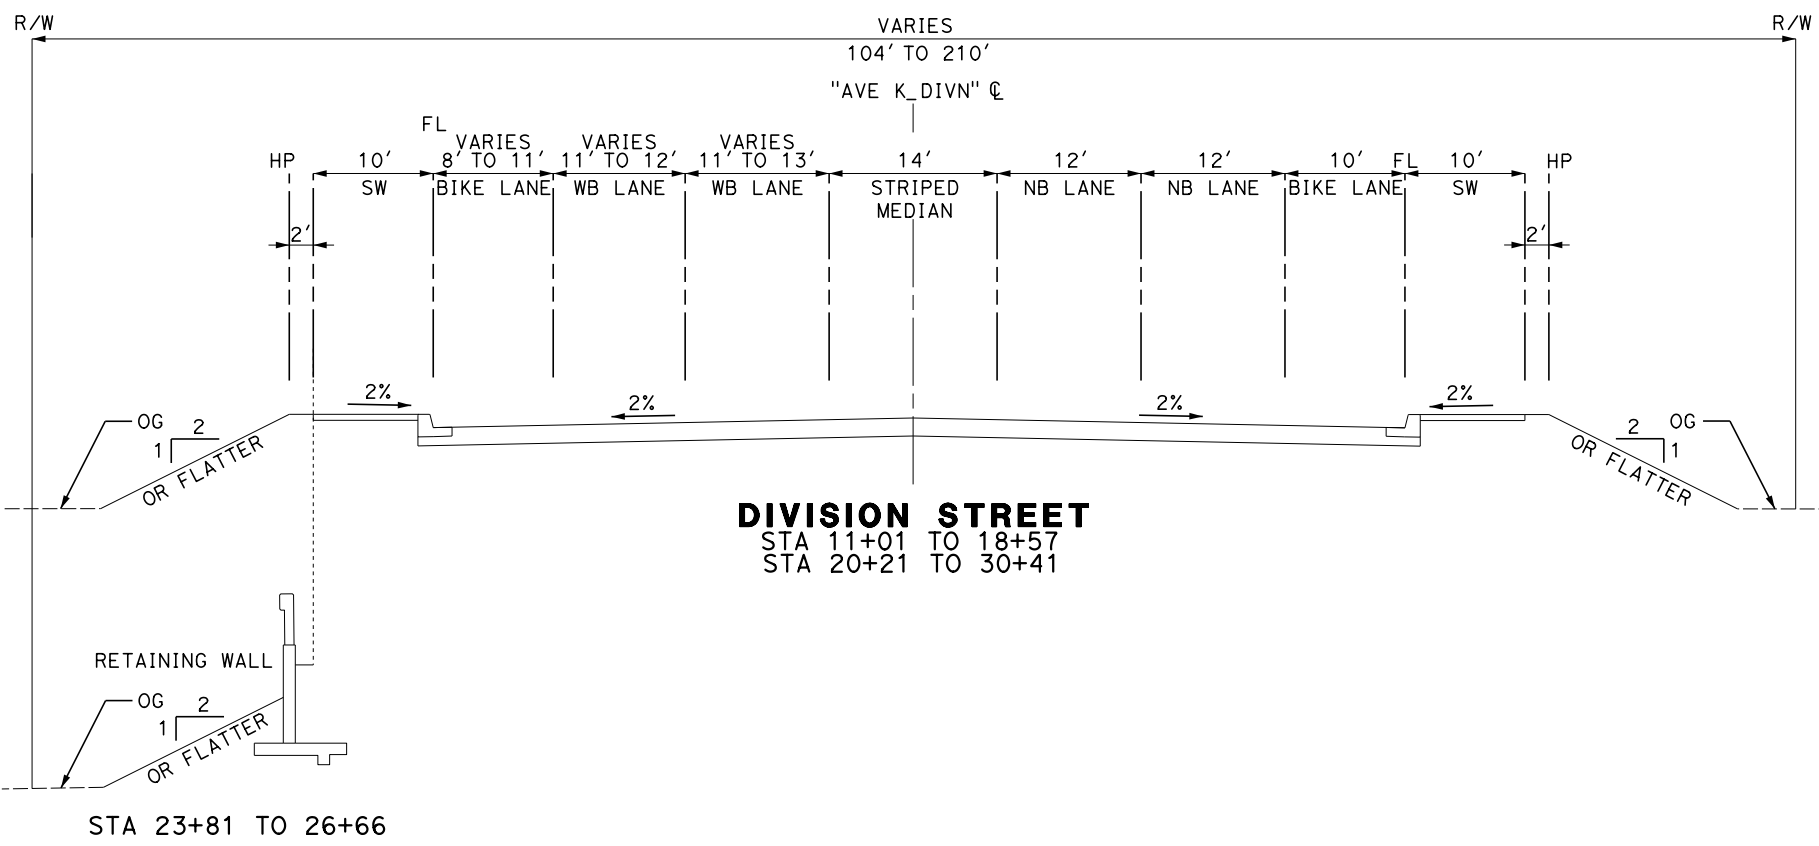 R/W
VARIES
R/W
104' TO 210'
"AVE K_DIVN" ℄
FL
VARIES
VARIES
VARIES
HP
10'
8' TO 11'
11' TO 12'
11' TO 13'
14'
12'
12'
10'
FL
10'
HP
SW
BIKE LANE
WB LANE
WB LANE
STRIPED
MEDIAN
NB LANE
NB LANE
BIKE LANE
SW
2'
2'
2%
2%
2%
2%
OG
2
1
OR FLATTER
2
1
OG
OR FLATTER
DIVISION STREET
STA 11+01 TO 18+57
STA 20+21 TO 30+41
RETAINING WALL
OG
2
1
OR FLATTER
STA 23+81 TO 26+66